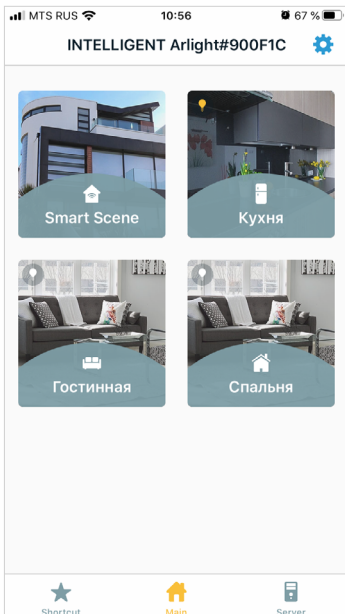 MTS RUS 10:56 67 %
INTELLIGENT Arlight#900F1C
Smart Scene
Кухня
Гостинная
Спальня
Shortcut
Main
Server